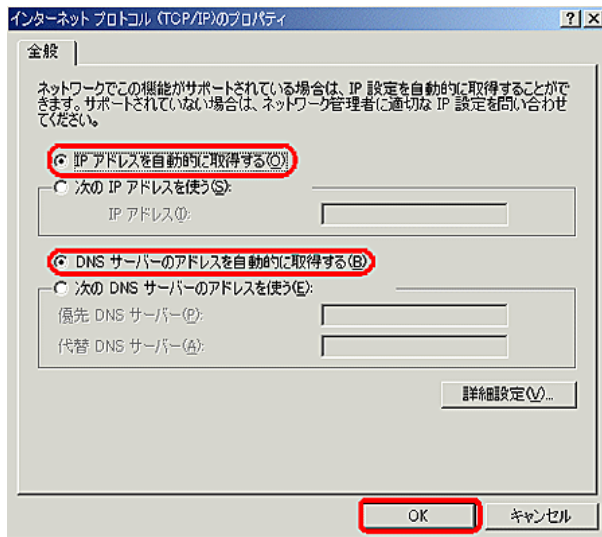 インターネット プロトコル (TCP/IP)のプロパティ
全般
ネットワークでこの機能がサポートされている場合は、IP 設定を自動的に取得することがで
きます。サポートされていない場合は、ネットワーク管理者に適切な IP 設定を問い合わせ
てください。
IP アドレスを自動的に取得する(O)
次の IP アドレスを使う(S):
IP アドレス(I):
DNS サーバーのアドレスを自動的に取得する(B)
次の DNS サーバーのアドレスを使う(E):
優先 DNS サーバー(P):
代替 DNS サーバー(A):
詳細設定(V)...
OK
キャンセル